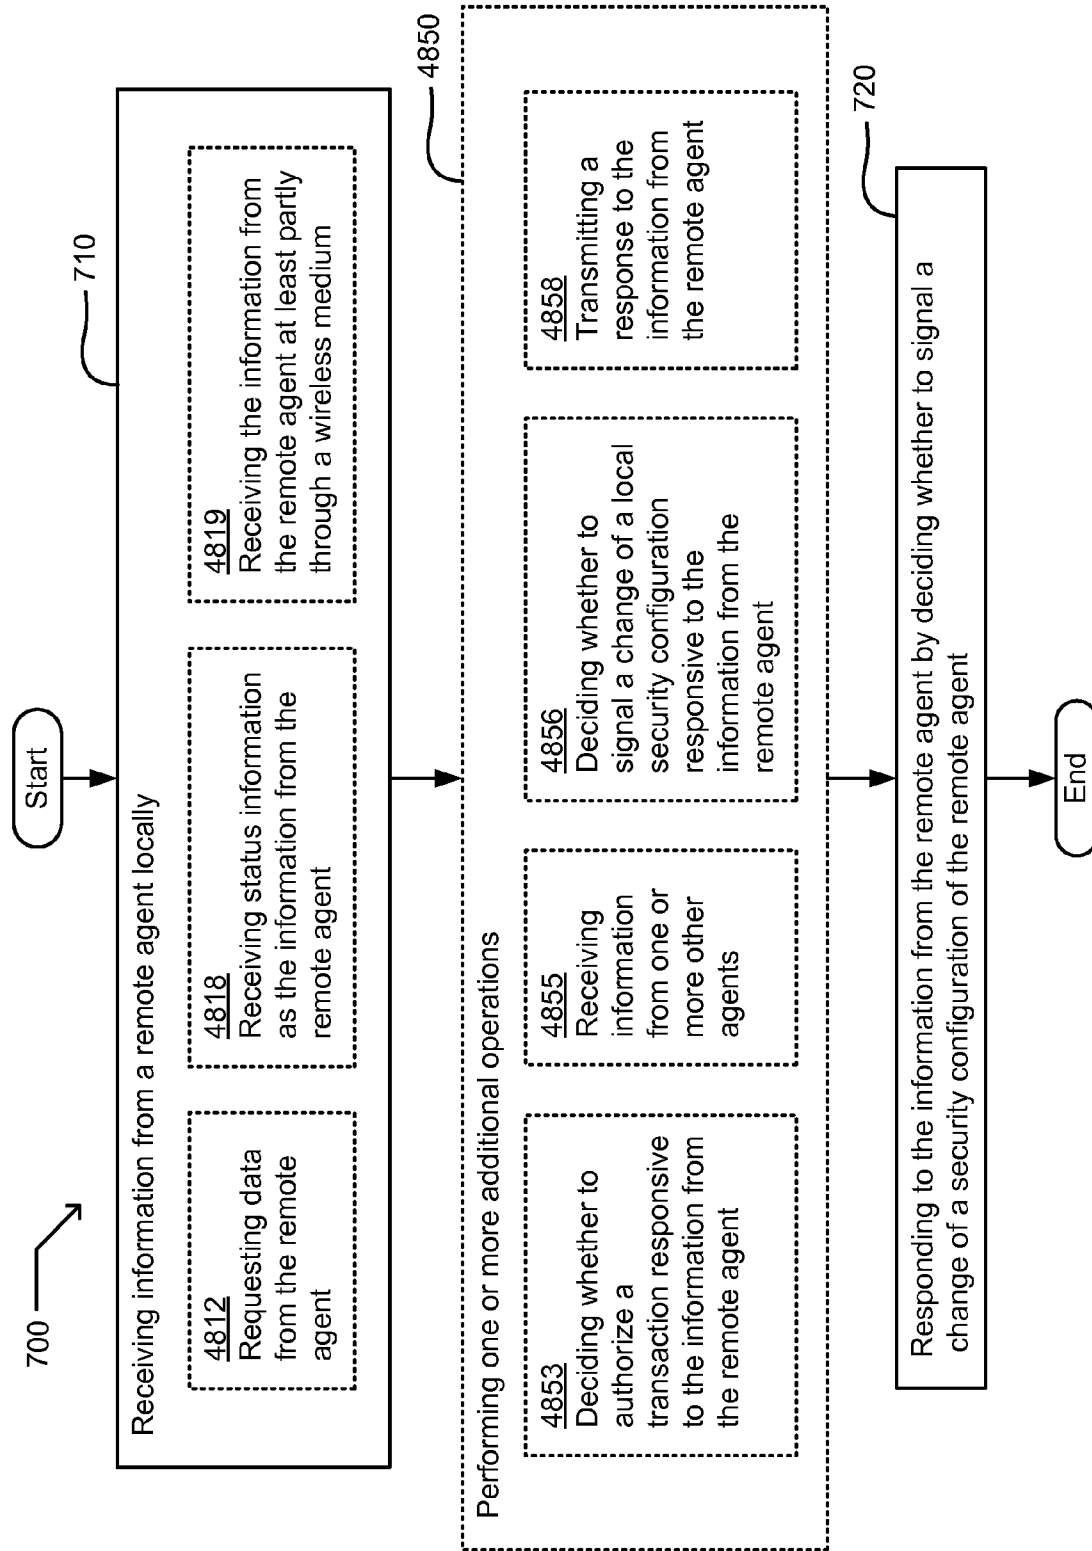 700
Start
710
Receiving information from a remote agent locally
4812
Requesting data
from the remote
agent
4818
Receiving status information
as the information from the
remote agent
4819
Receiving the information from
the remote agent at least partly
through a wireless medium
4850
Performing one or more additional operations
4853
Deciding whether to
authorize a
transaction responsive
to the information from
the remote agent
4855
Receiving
information
from one or
more other
agents
4856
Deciding whether to
signal a change of a local
security configuration
responsive to the
information from the
remote agent
4858
Transmitting a
response to the
information from
the remote agent
720
Responding to the information from the remote agent by deciding whether to signal a
change of a security configuration of the remote agent
End